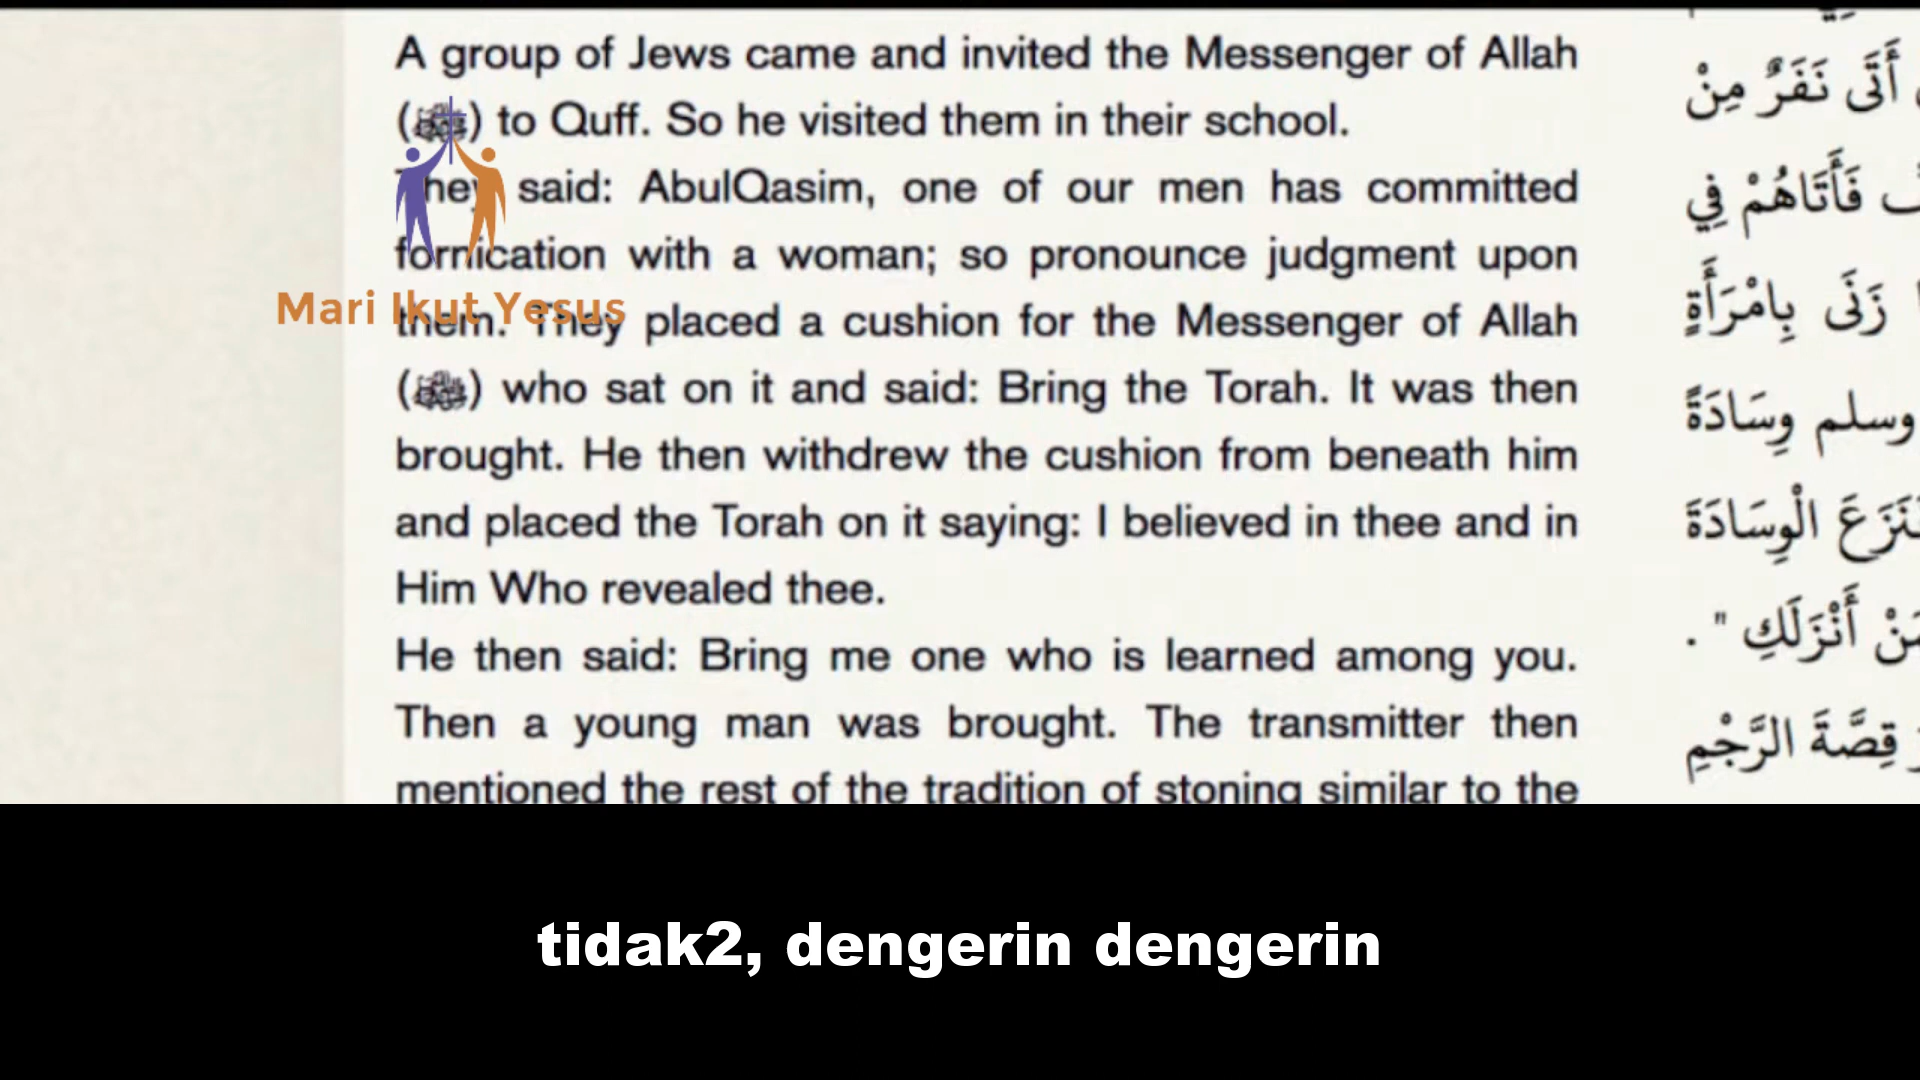 A group of Jews came and invited the Messenger of Allah
(ﷺ) to Quff. So he visited them in their school.
They said: AbulQasim, one of our men has committed
fornication with a woman; so pronounce judgment upon
them. They placed a cushion for the Messenger of Allah
(ﷺ) who sat on it and said: Bring the Torah. It was then
brought. He then withdrew the cushion from beneath him
and placed the Torah on it saying: I believed in thee and in
Him Who revealed thee.
He then said: Bring me one who is learned among you.
Then a young man was brought. The transmitter then
mentioned the rest of the tradition of stoning similar to the
أَتَى نَفَرٌ مِنْ
فَأَتَاهُمْ فِي
زَنَى بِامْرَأَةٍ
وسلم وِسَادَةً
الْوِسَادَةَ
أَنْزَلَكِ " .
قِصَّةَ الرَّجْمِ
Mari Ikut Yesus
tidak2, dengerin dengerin